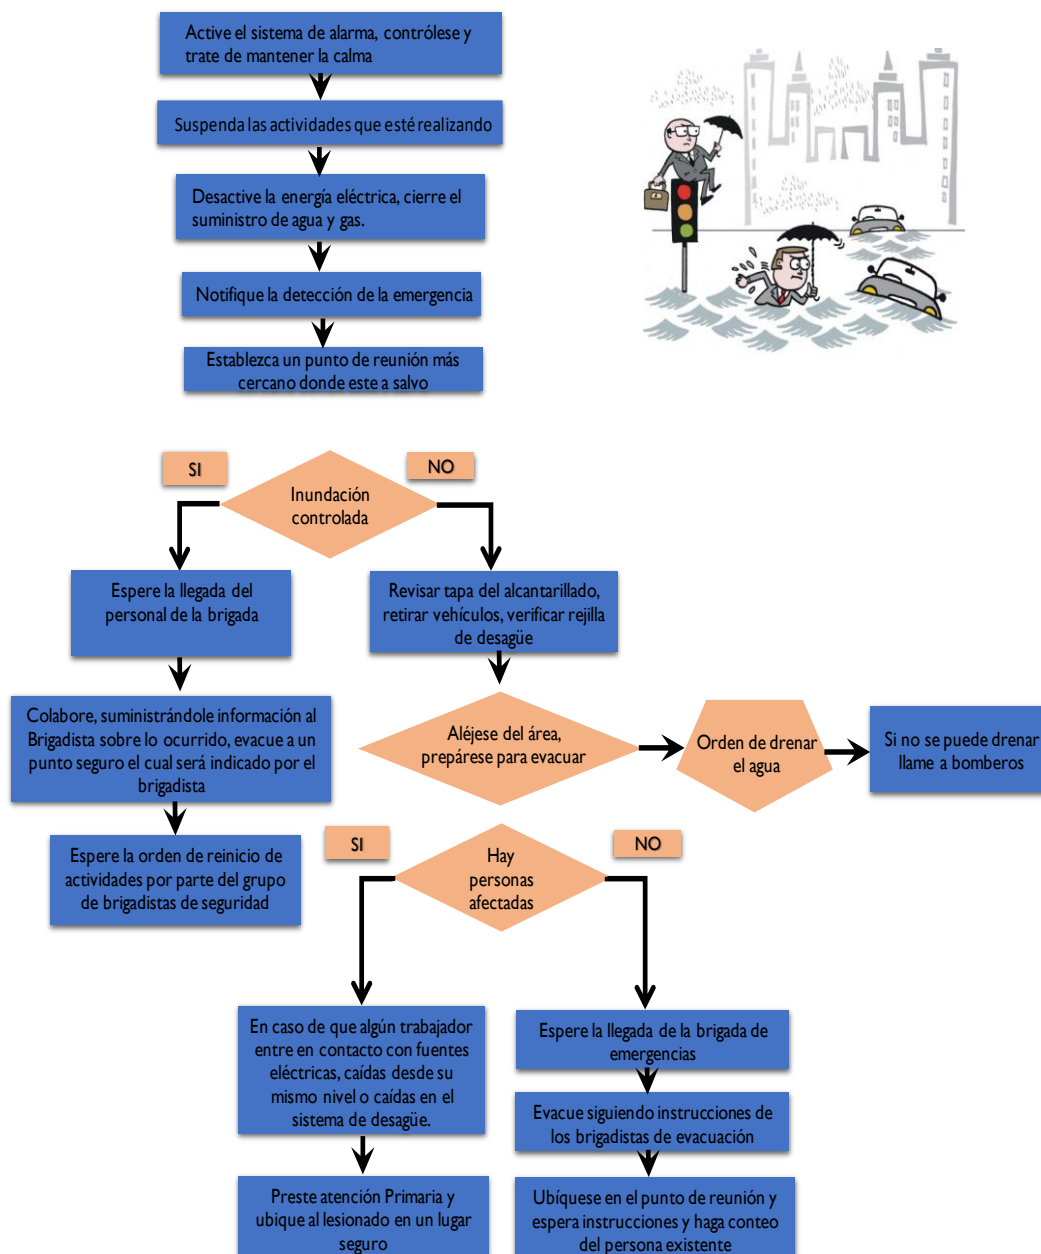 Active el sistema de alarma, contrólese y
trate de mantener la calma
Suspenda las actividades que esté realizando
Desactive la energía eléctrica, cierre el
suministro de agua y gas.
Notifique la detección de la emergencia
Establezca un punto de reunión más
cercano donde este a salvo
SI
NO
Inundación
controlada
Espere la llegada del
personal de la brigada
Revisar tapa del alcantarillado,
retirar vehículos, verificar rejilla
de desagüe
Colabore, suministrándole información al
Brigadista sobre lo ocurrido, evacue a un
punto seguro el cual será indicado por el
brigadista
Aléjese del área,
prepárese para evacuar
Orden de drenar
el agua
Si no se puede drenar
llame a bomberos
Espere la orden de reinicio de
actividades por parte del grupo
de brigadistas de seguridad
SI
NO
Hay
personas
afectadas
En caso de que algún trabajador
entre en contacto con fuentes
eléctricas, caídas desde su
mismo nivel o caídas en el
sistema de desagüe.
Espere la llegada de la brigada de
emergencias
Evacue siguiendo instrucciones de
los brigadistas de evacuación
Preste atención Primaria y
ubique al lesionado en un lugar
seguro
Ubíquese en el punto de reunión y
espera instrucciones y haga conteo
del persona existente